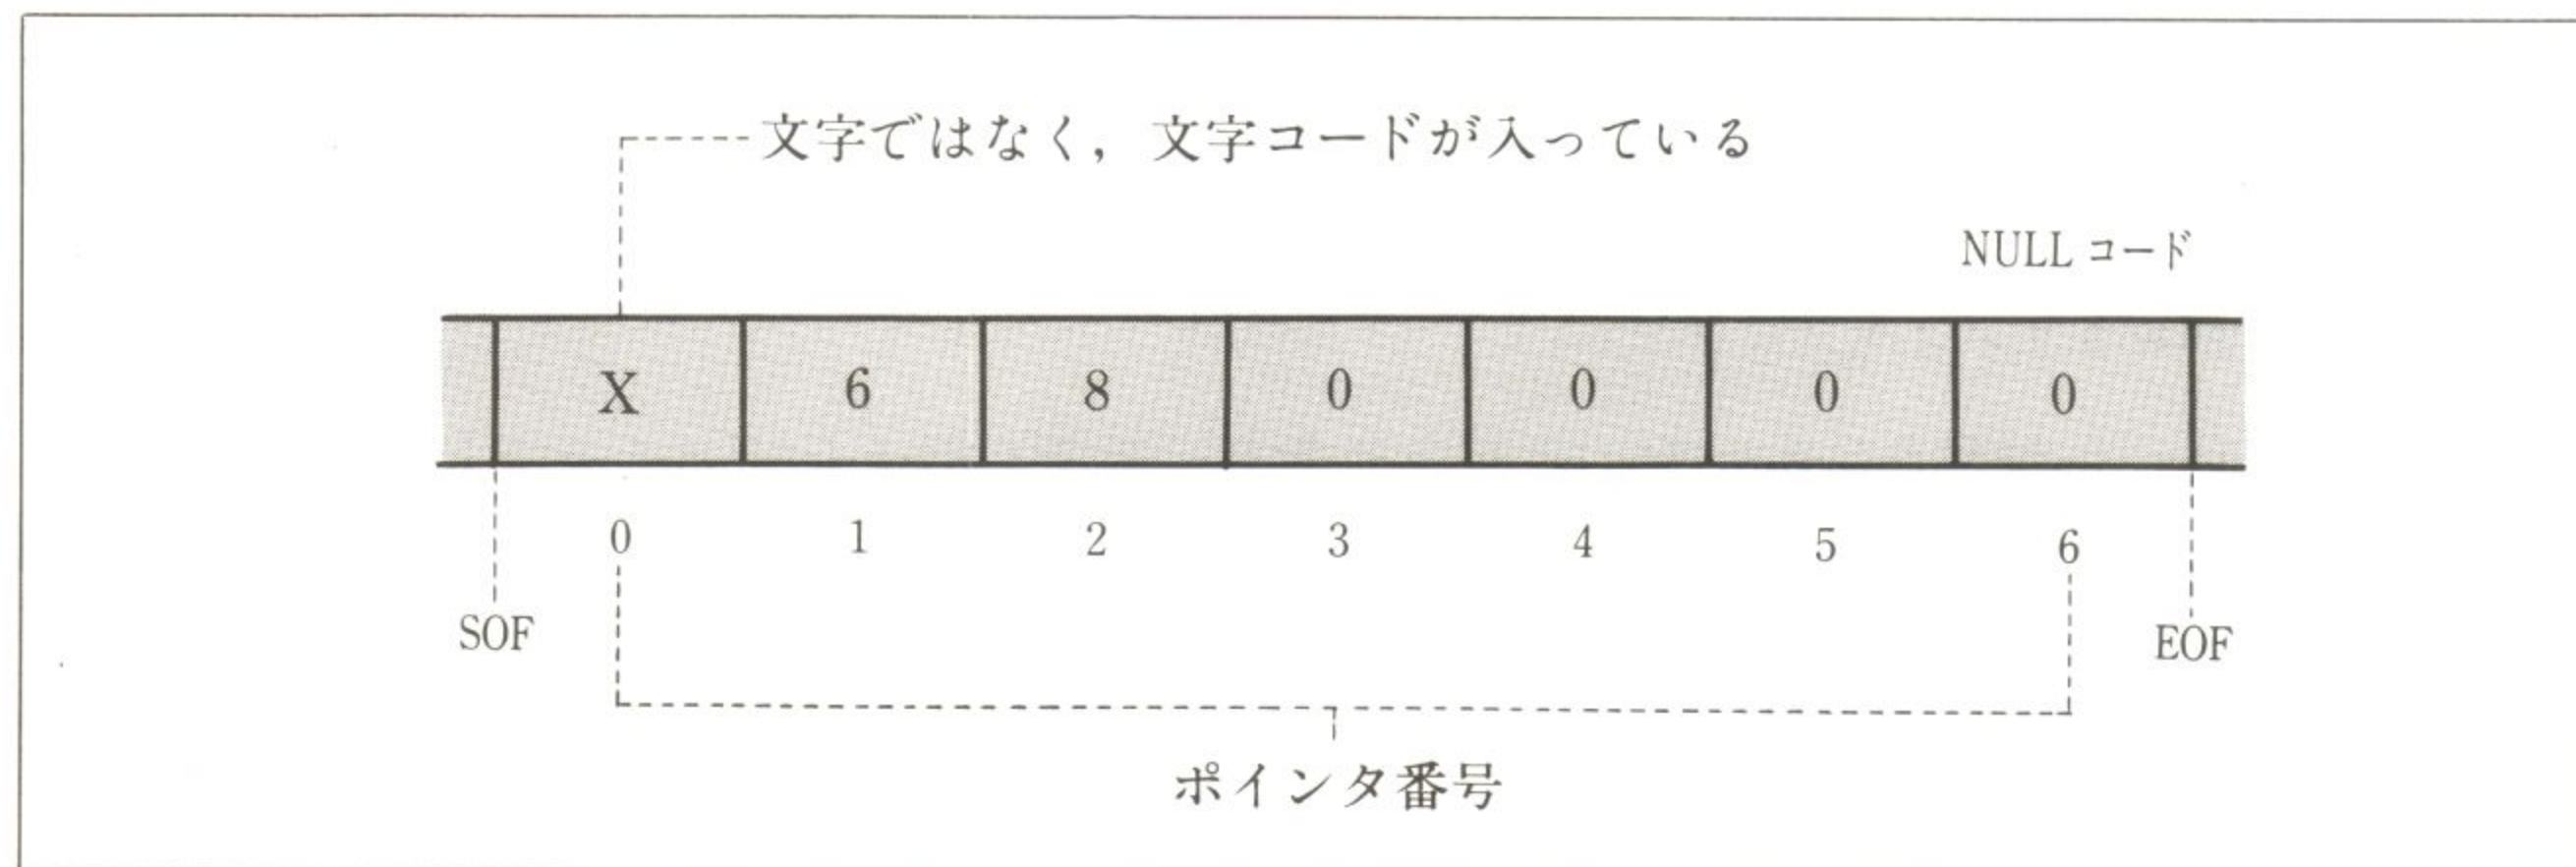 文字ではなく，文字コードが入っている
NULL コード
X 6 8 0 0 0 0
0 1 2 3 4 5 6
SOF EOF
ポインタ番号